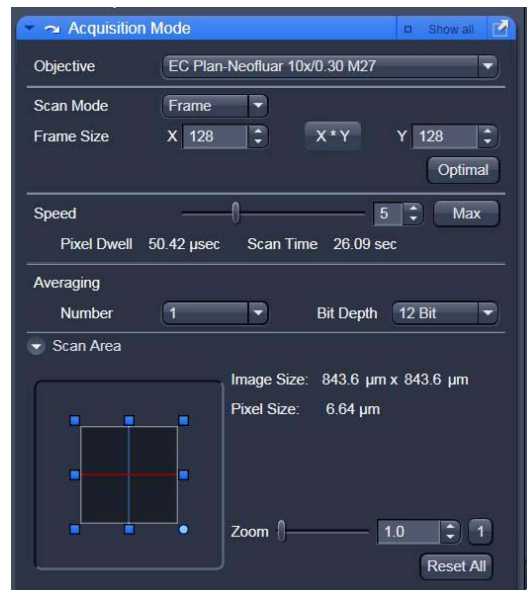 Acquisition Mode Show all
Objective EC Plan-Neofluar 10x/0.30 M27
Scan Mode Frame
Frame Size X 128 X * Y Y 128
Optimal
Speed 5 Max
Pixel Dwell 50.42 µsec Scan Time 26.09 sec
Averaging
Number 1 Bit Depth 12 Bit
Scan Area
Image Size: 843.6 µm x 843.6 µm
Pixel Size: 6.64 µm
Zoom 1.0 1
Reset All